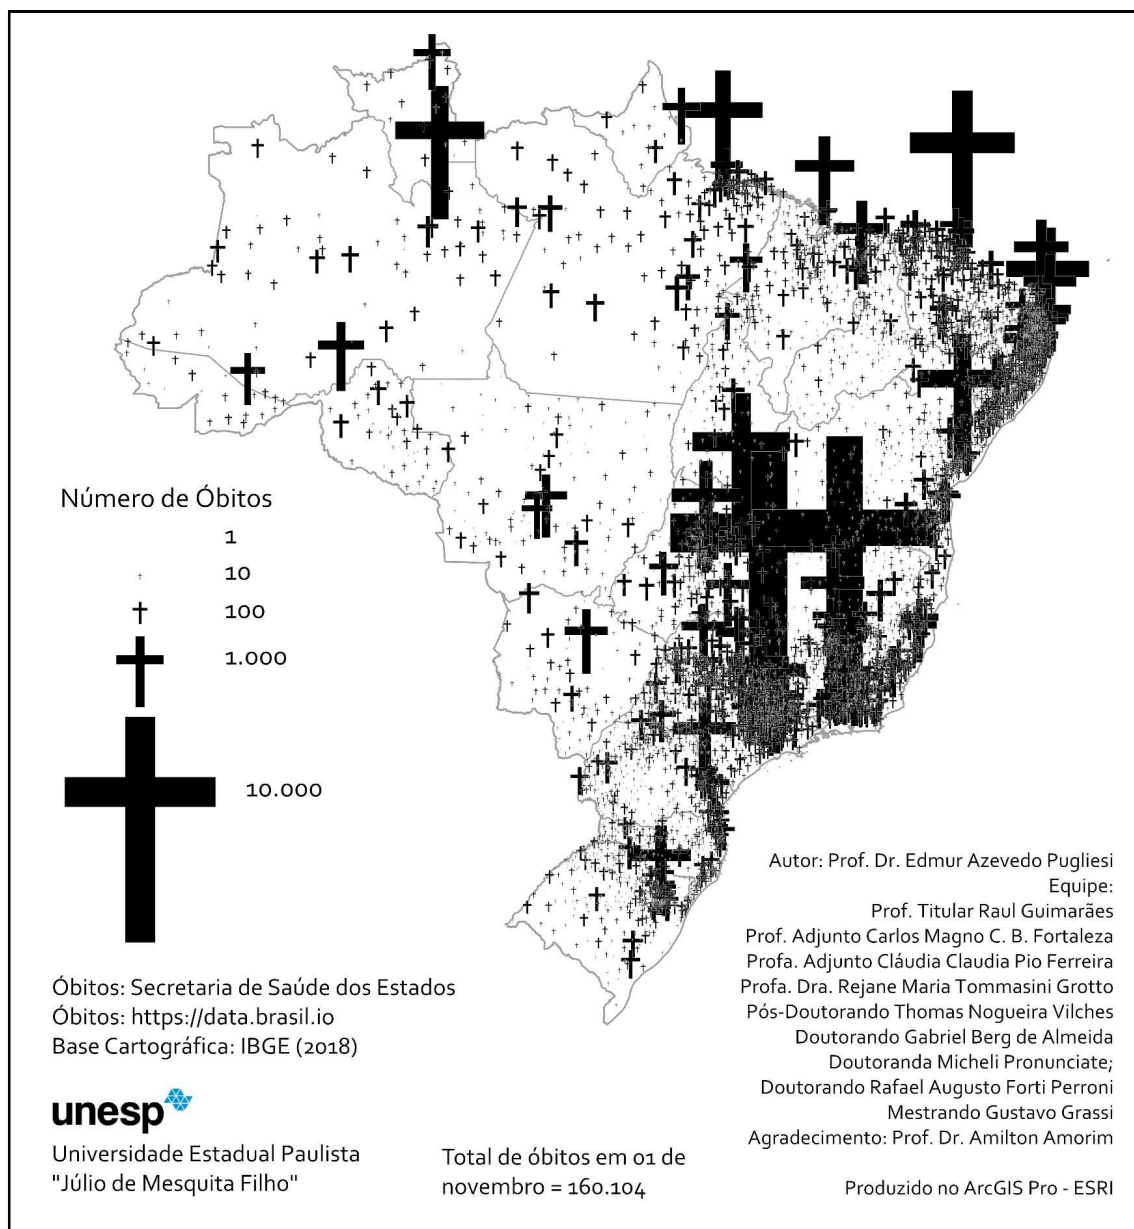 Número de Óbitos
1
10
100
1.000
10.000
Óbitos: Secretaria de Saúde dos Estados
Óbitos: https://data.brasil.io
Base Cartográfica: IBGE (2018)
unesp
Universidade Estadual Paulista
"Júlio de Mesquita Filho"
Total de óbitos em 01 de
novembro = 160.104
Autor: Prof. Dr. Edmur Azevedo Pugliesi
Equipe:
Prof. Titular Raul Guimarães
Prof. Adjunto Carlos Magno C. B. Fortaleza
Profa. Adjunto Cláudia Claudia Pio Ferreira
Profa. Dra. Rejane Maria Tommasini Grotto
Pós-Doutorando Thomas Nogueira Vilches
Doutorando Gabriel Berg de Almeida
Doutoranda Micheli Pronunciate;
Doutorando Rafael Augusto Forti Perroni
Mestrando Gustavo Grassi
Agradecimento: Prof. Dr. Amilton Amorim
Produzido no ArcGIS Pro - ESRI